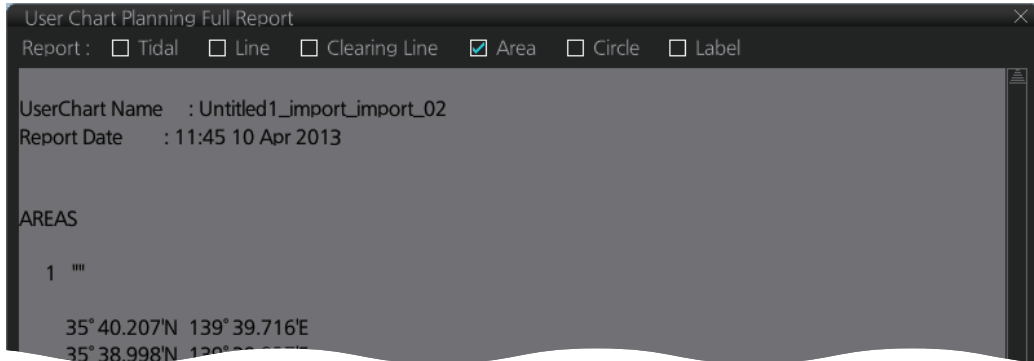 User Chart Planning Full Report
Report : Tidal Line Clearing Line Area Circle Label
UserChart Name : Untitled1_import_import_02
Report Date : 11:45 10 Apr 2013
AREAS
1 ""
35°40.207'N 139°39.716'E
35°38.998'N